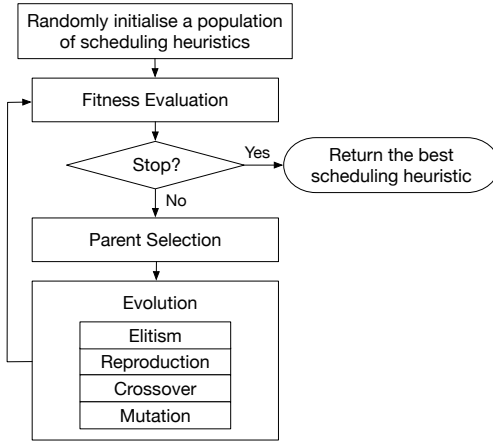 Randomly initialise a population
of scheduling heuristics
Fitness Evaluation
Stop?
Yes
Return the best
scheduling heuristic
No
Parent Selection
Evolution
Elitism
Reproduction
Crossover
Mutation